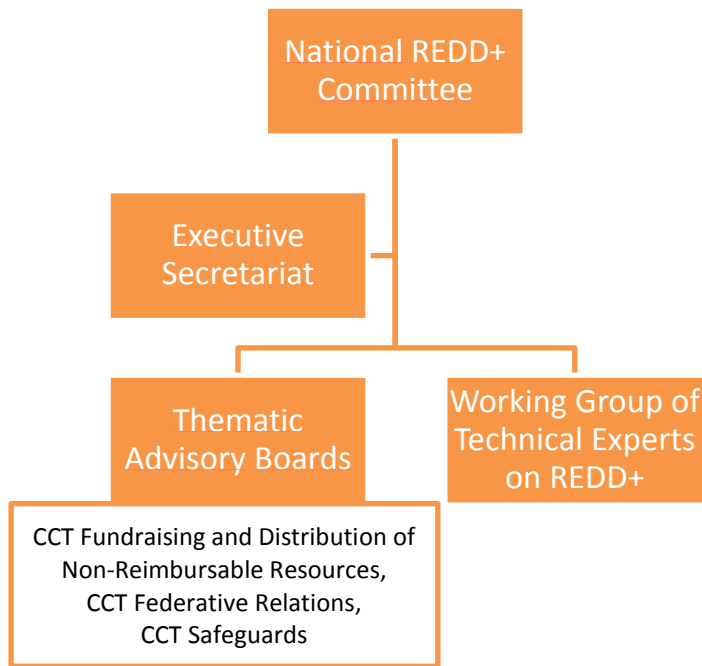 National REDD+
Committee
Executive
Secretariat
Thematic
Advisory Boards
Working Group of
Technical Experts
on REDD+
CCT Fundraising and Distribution of
Non-Reimbursable Resources,
CCT Federative Relations,
CCT Safeguards